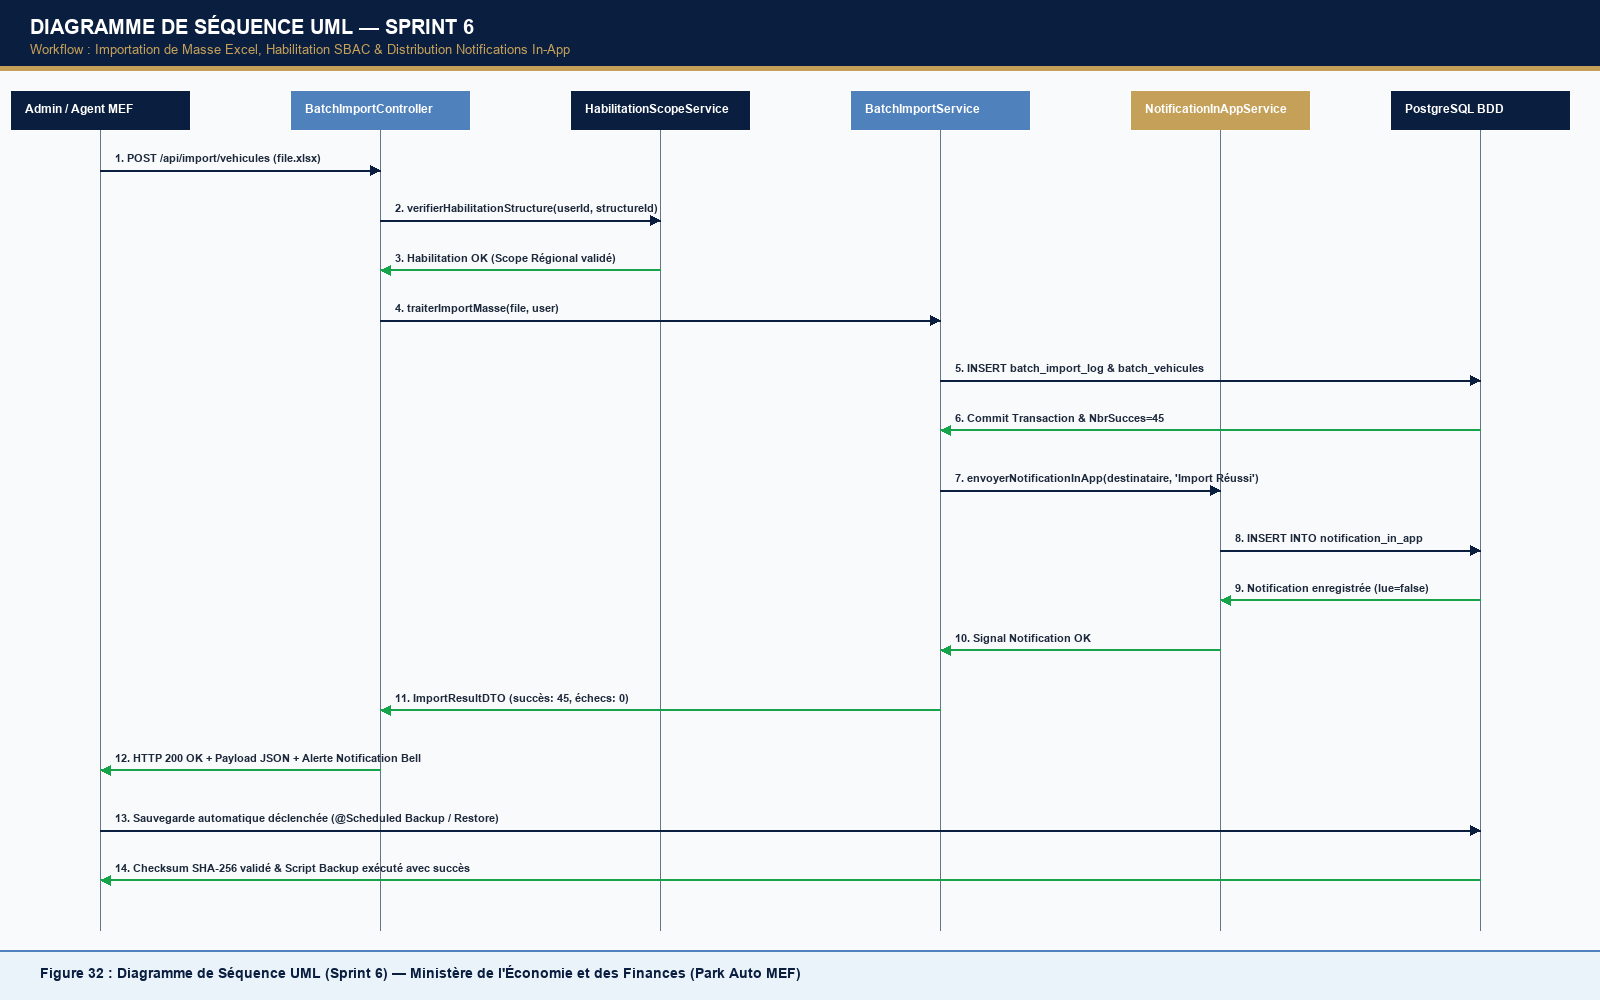 DIAGRAMME DE SÉQUENCE UML — SPRINT 6
Workflow : Importation de Masse Excel, Habilitation SBAC & Distribution Notifications In-App
Admin / Agent MEF
BatchImportController
HabilitationScopeService
BatchImportService
NotificationInAppService
PostgreSQL BDD
1. POST /api/import/vehicules (file.xlsx)
2. verifierHabilitationStructure(userId, structureId)
3. Habilitation OK (Scope Régional validé)
4. traiterImportMasse(file, user)
5. INSERT batch_import_log & batch_vehicules
6. Commit Transaction & NbrSucces=45
7. envoyerNotificationInApp(destinataire, 'Import Réussi')
8. INSERT INTO notification_in_app
9. Notification enregistrée (lue=false)
10. Signal Notification OK
11. ImportResultDTO (succès: 45, échecs: 0)
12. HTTP 200 OK + Payload JSON + Alerte Notification Bell
13. Sauvegarde automatique déclenchée (@Scheduled Backup / Restore)
14. Checksum SHA-256 validé & Script Backup exécuté avec succès
Figure 32 : Diagramme de Séquence UML (Sprint 6) — Ministère de l'Économie et des Finances (Park Auto MEF)